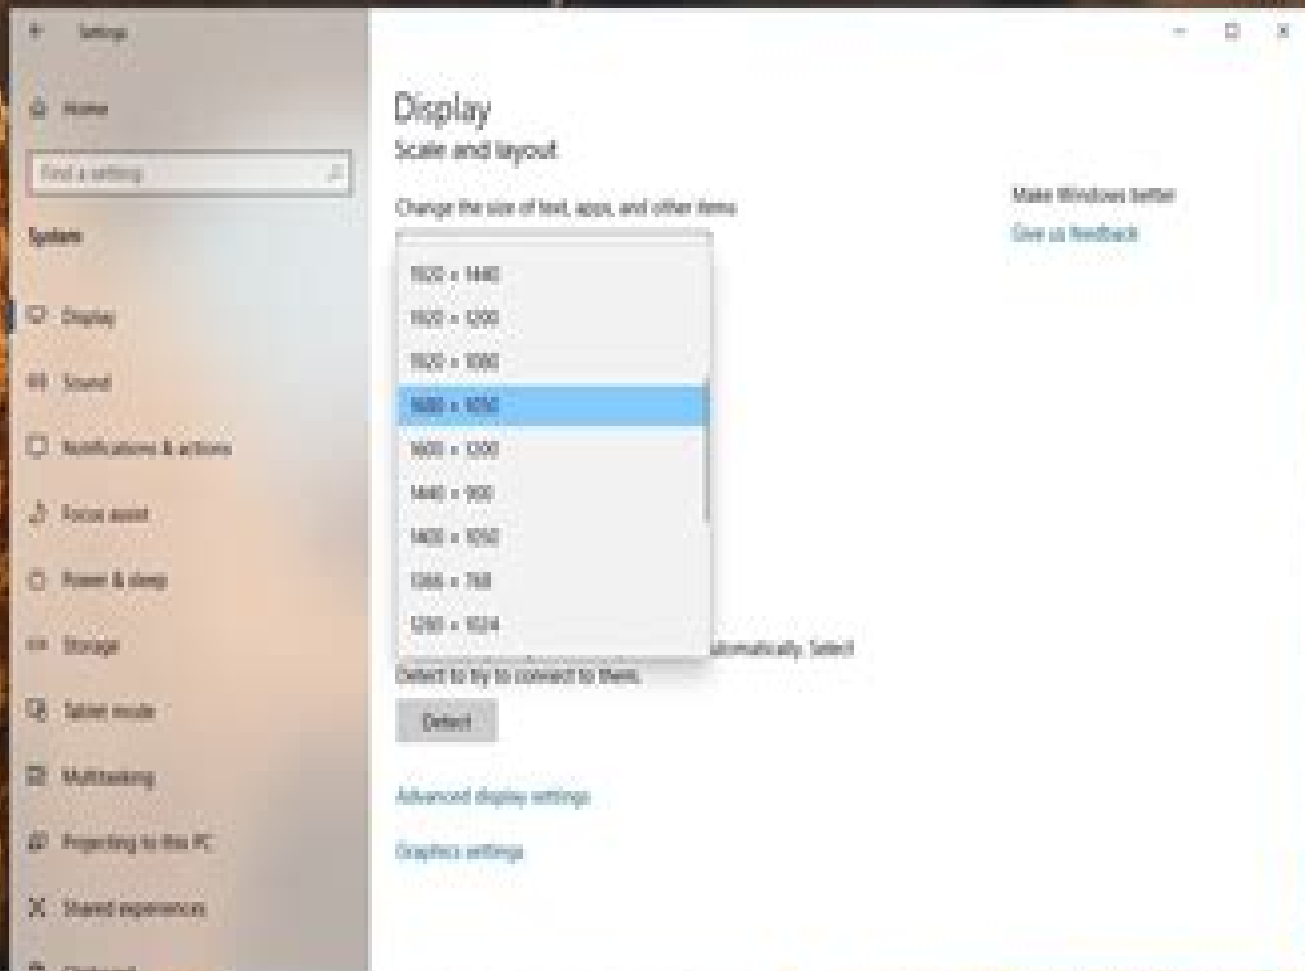 Settings
Home
Find a setting
System
Display
Sound
Notifications & actions
Focus assist
Power & sleep
Storage
Tablet mode
Multitasking
Projecting to this PC
Shared experiences
Display
Scale and layout
Change the size of text, apps, and other items
1920 × 1440
1920 × 1200
1920 × 1080
1680 × 1050
1600 × 1200
1440 × 900
1400 × 1050
1366 × 768
1280 × 1024
automatically. Select
Detect to try to connect to them.
Detect
Advanced display settings
Graphics settings
Make Windows better
Give us feedback